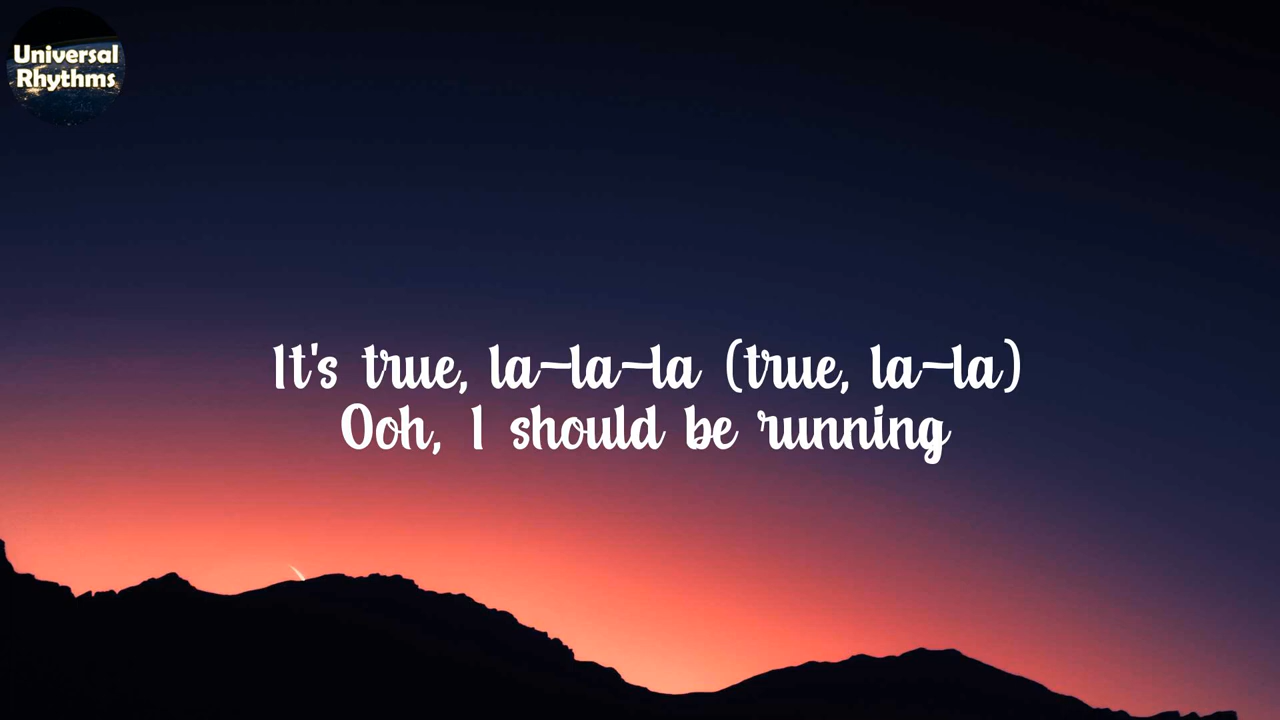 Universal
Rhythms
It's true, la-la-la (true, la-la)
Ooh, I should be running